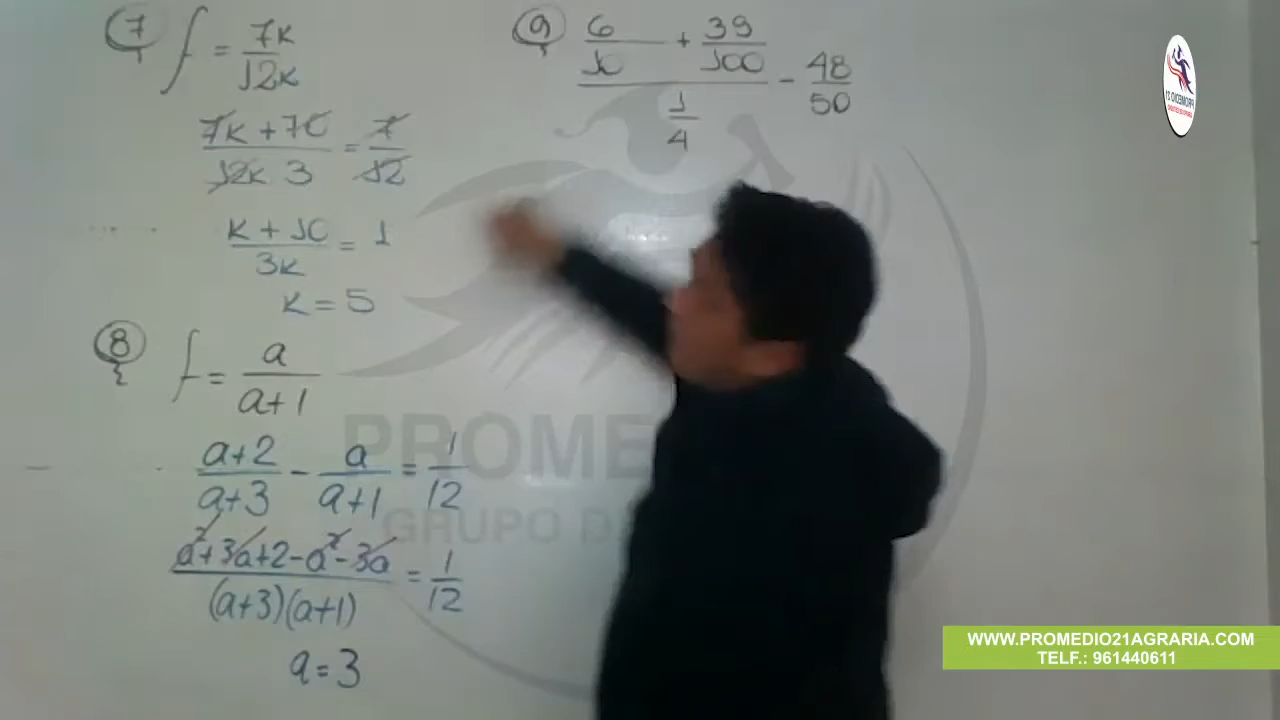 7 f = 7k/12k
7k + 70/12k 3 = 7/12
k + 10/3k = 1
k = 5
8 f = a/a+1
a+2/a+3 - a/a+1 = 1/12
a²+3a+2-a²-3a/(a+3)(a+1) = 1/12
a = 3
9 6/10 + 39/100/1/4 - 48/50
PROME
GRUPO D
PROMEDIO 21
WWW.PROMEDIO21AGRARIA.COM
TELF.: 961440611